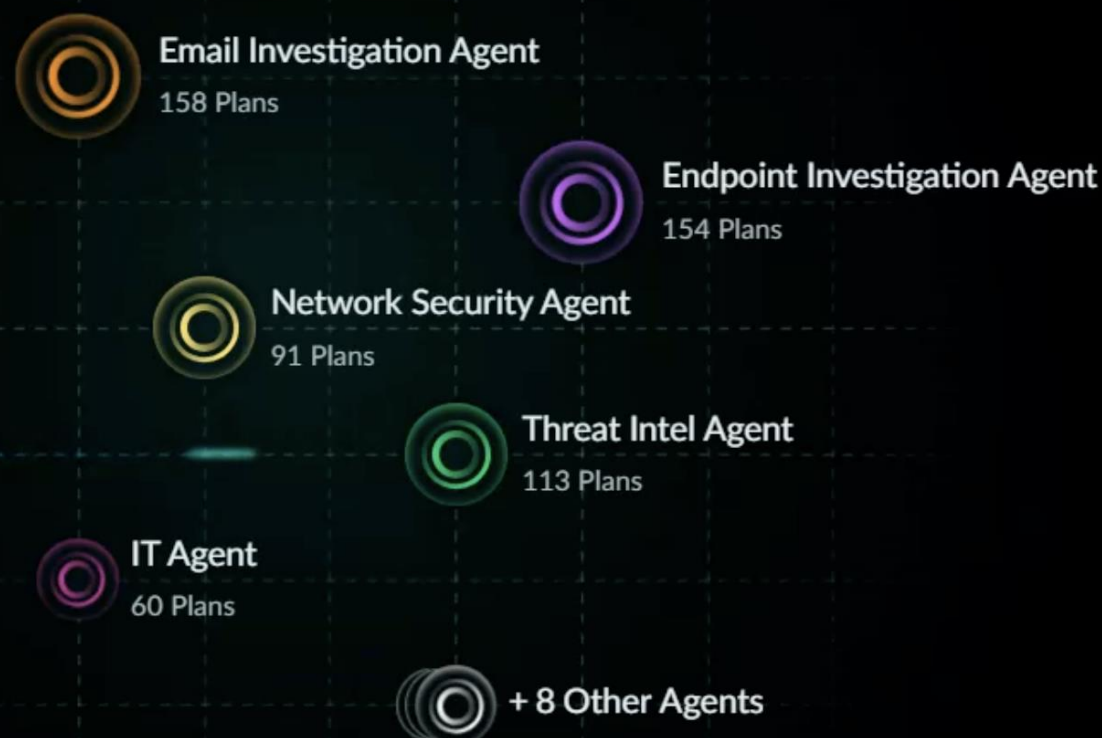 Email Investigation Agent
158 Plans
Endpoint Investigation Agent
154 Plans
Network Security Agent
91 Plans
Threat Intel Agent
113 Plans
IT Agent
60 Plans
+ 8 Other Agents